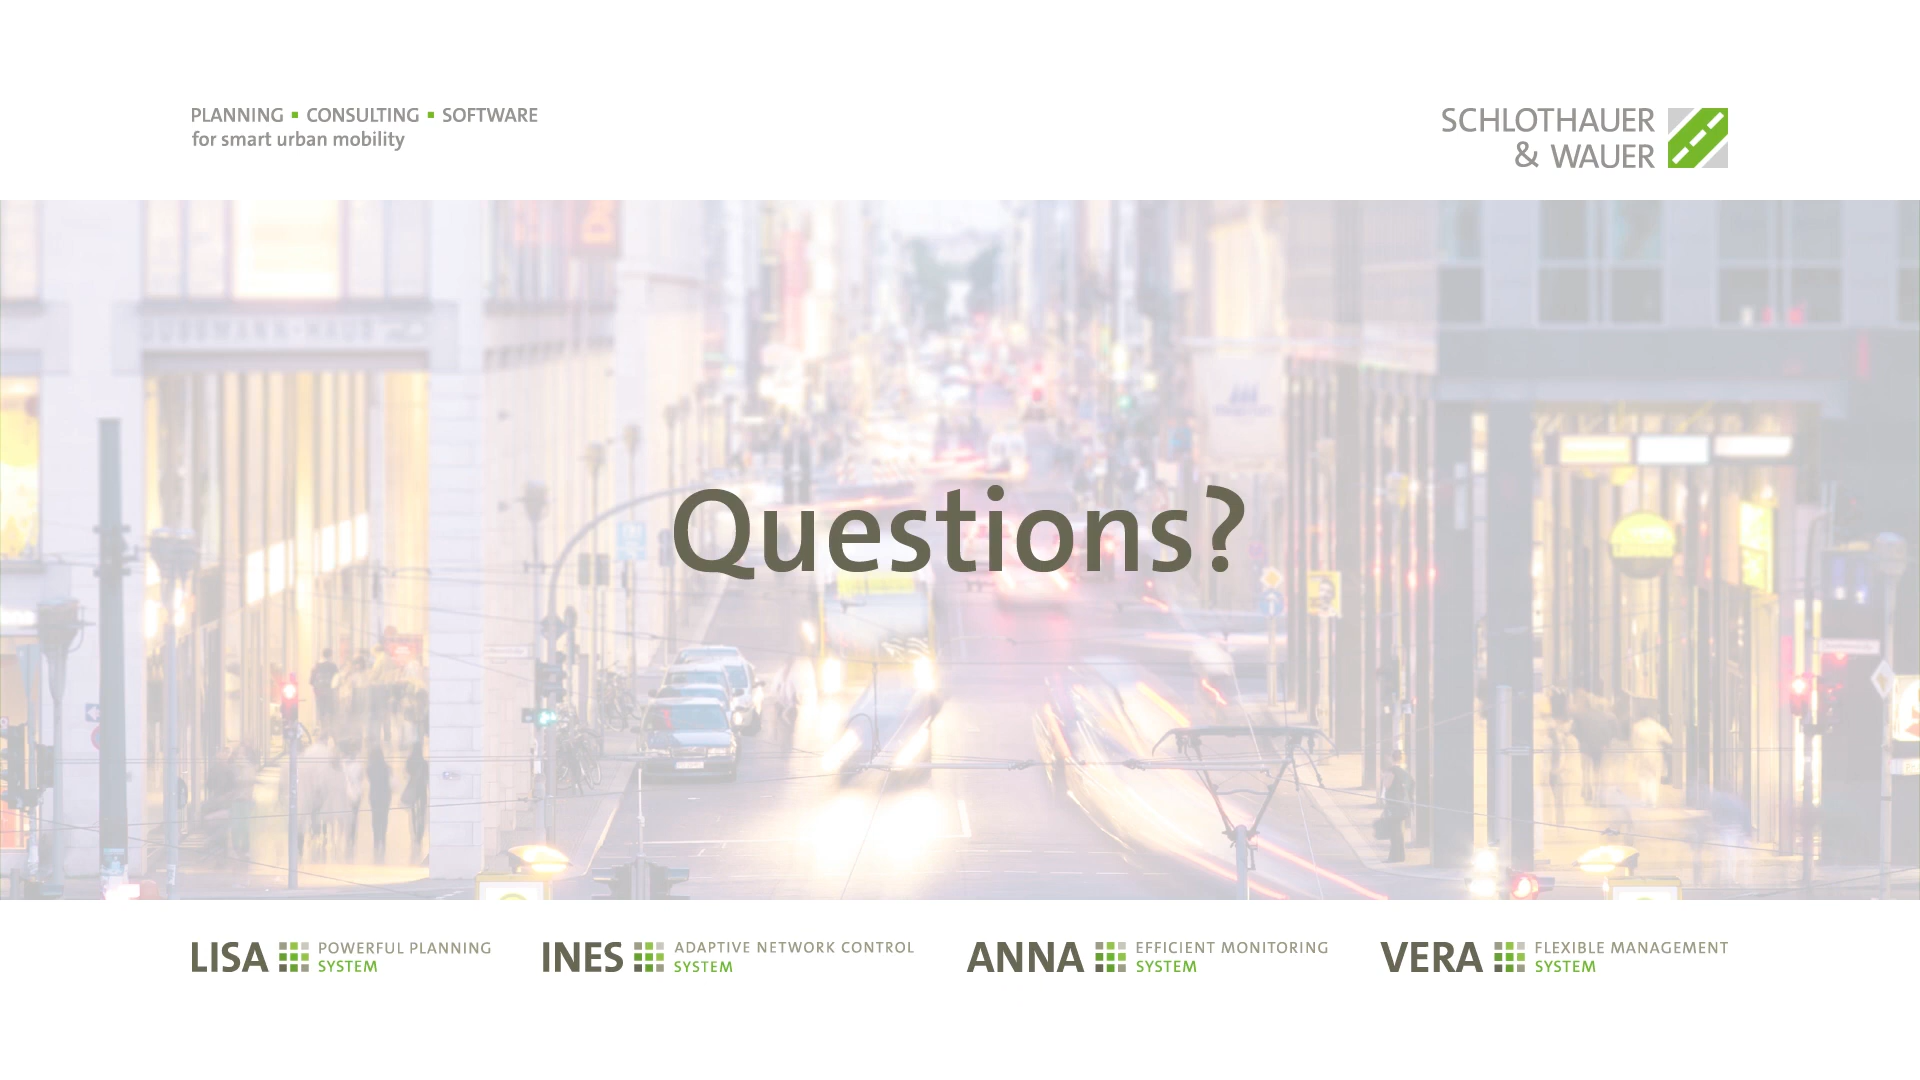 PLANNING ▪ CONSULTING ▪ SOFTWARE
for smart urban mobility
SCHLOTHAUER
& WAUER
Questions?
LISA POWERFUL PLANNING
SYSTEM
INES ADAPTIVE NETWORK CONTROL
SYSTEM
ANNA EFFICIENT MONITORING
SYSTEM
VERA FLEXIBLE MANAGEMENT
SYSTEM